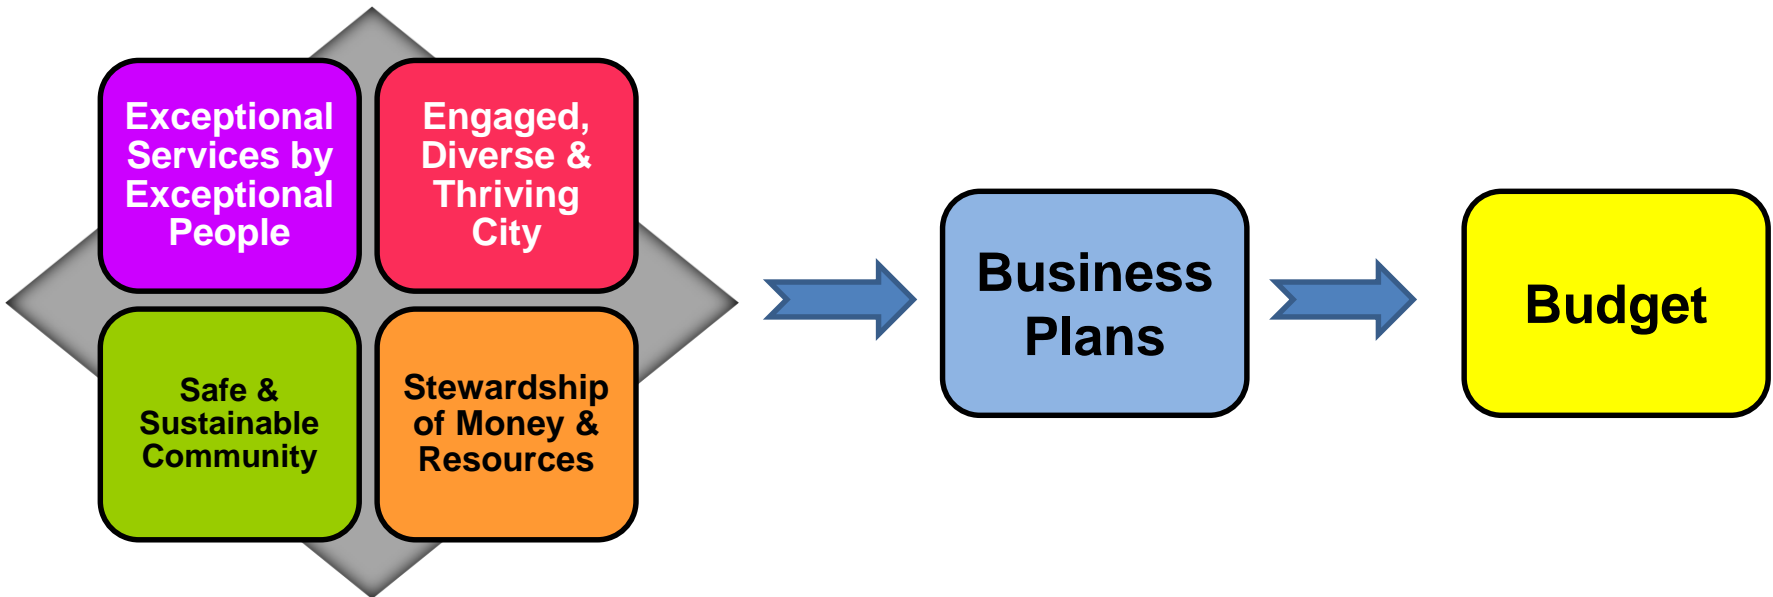 Exceptional
Services by
Exceptional
People
Engaged,
Diverse &
Thriving
City
Safe &
Sustainable
Community
Stewardship
of Money &
Resources
Business
Plans
Budget